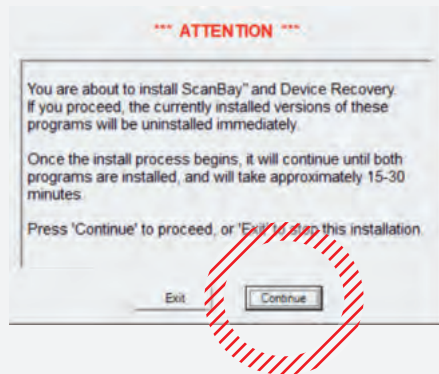 *** ATTENTION ***
You are about to install ScanBay" and Device Recovery.
If you proceed, the currently installed versions of these
programs will be uninstalled immediately.
Once the install process begins, it will continue until both
programs are installed, and will take approximately 15-30
minutes.
Press 'Continue' to proceed, or 'Exit' to stop this installation.
Exit
Continue